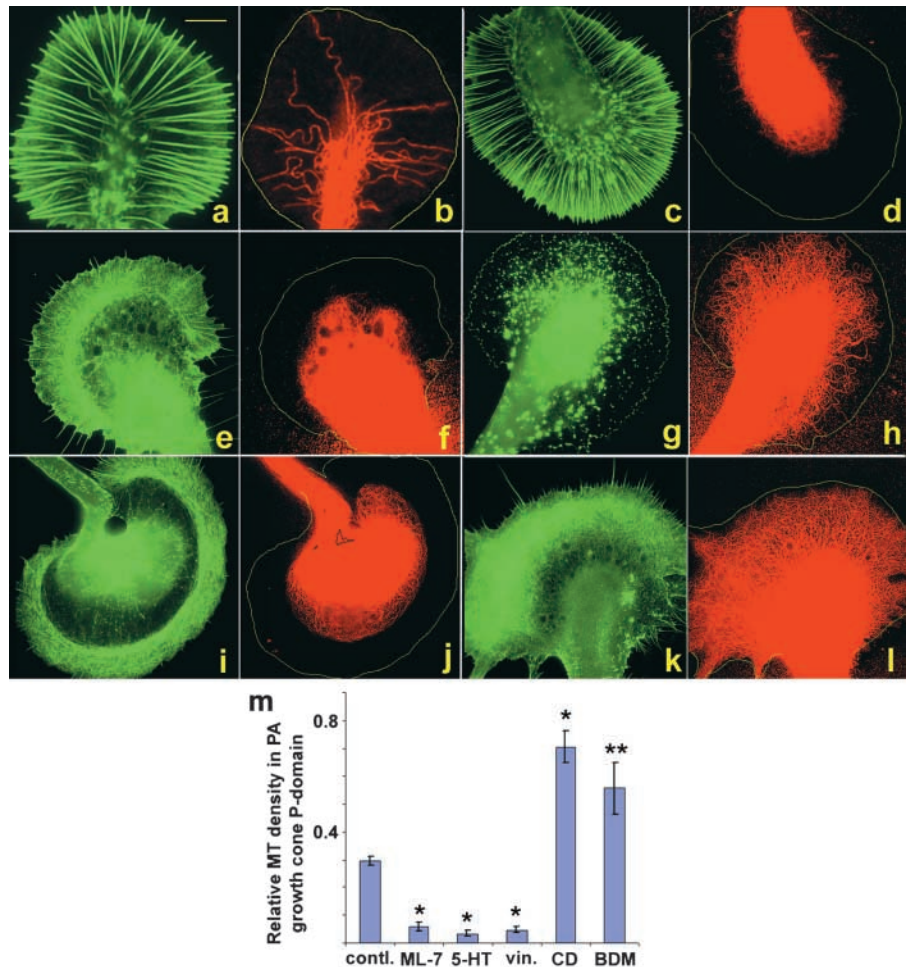 a b c d
e f g h
i j k l
m
Relative MT density in PA
growth cone P-domain
0.8
0.4
* * * * **
contl. ML-7 5-HT vin. CD BDM